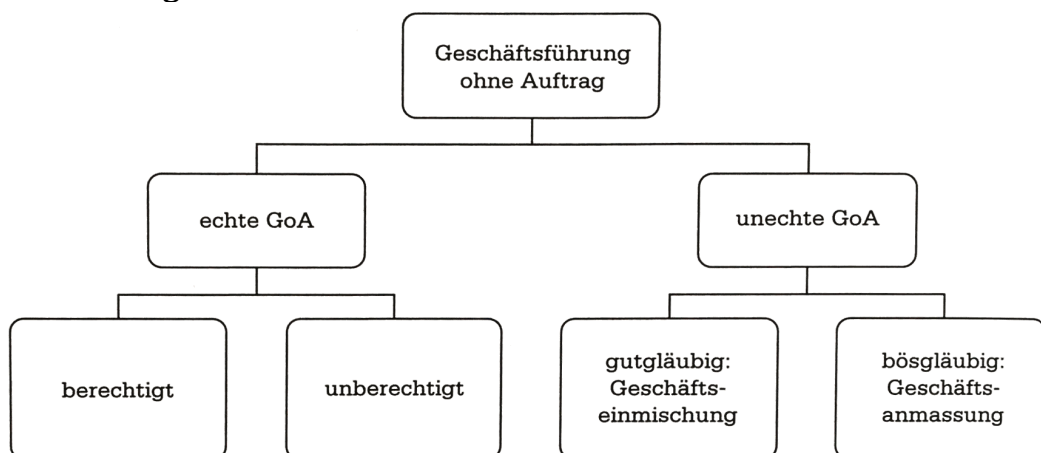 Geschäftsführung
ohne Auftrag
echte GoA
unechte GoA
berechtigt
unberechtigt
gutgläubig:
Geschäfts-
einmischung
bösgläubig:
Geschäfts-
anmassung